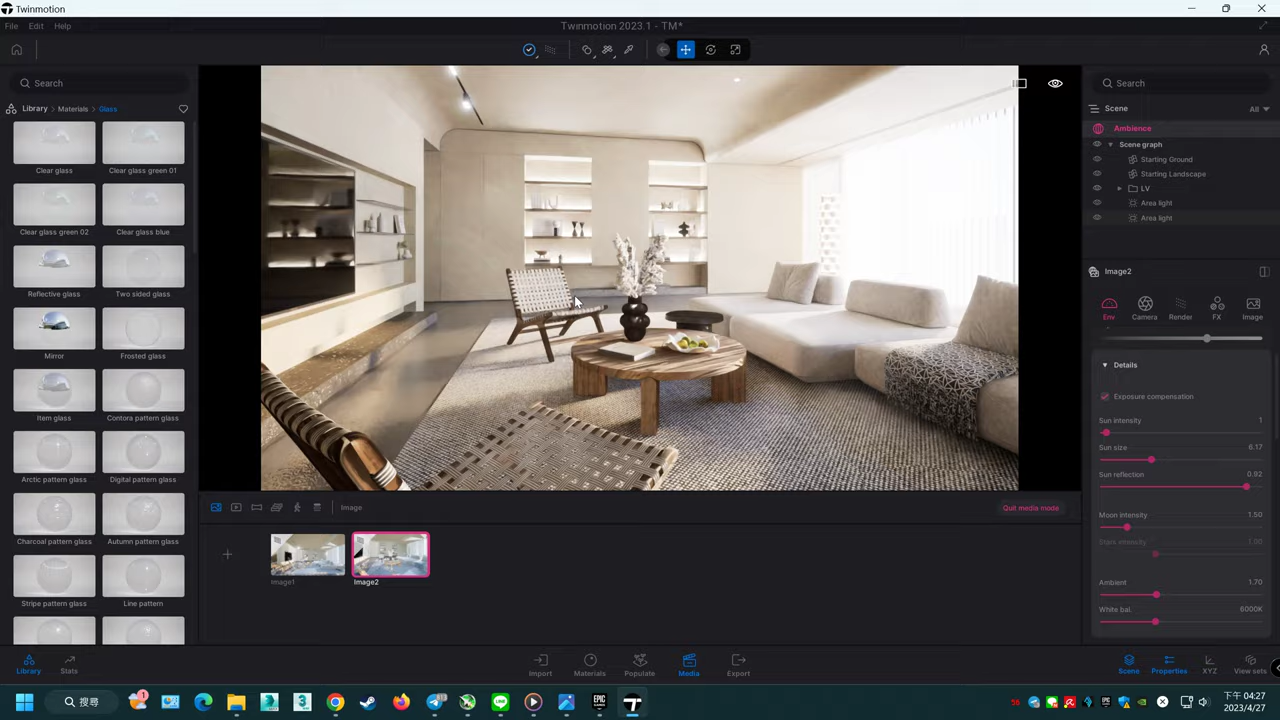 Twinmotion
File Edit Help
Twinmotion 2023.1 - TM*
Search
Library Materials Glass
Clear glass
Clear glass green 01
Clear glass green 02
Clear glass blue
Reflective glass
Two sided glass
Mirror
Frosted glass
Item glass
Contora pattern glass
Arctic pattern glass
Digital pattern glass
Charcoal pattern glass
Autumn pattern glass
Stripe pattern glass
Line pattern
Image
Quit media mode
Image1
Image2
Search
Scene All
Ambience
Scene graph
Starting Ground
Starting Landscape
LV
Area light
Area light
Image2
Env Camera Render FX Image
Details
Exposure compensation
Sun intensity 1
Sun size 6.17
Sun reflection 0.92
Moon intensity 1.50
Stars intensity 1.00
Ambient 1.70
White bal. 6000K
Library Stats
Import Materials Populate Media Export
Scene Properties XYZ View sets
搜尋
下午 04:27
2023/4/27